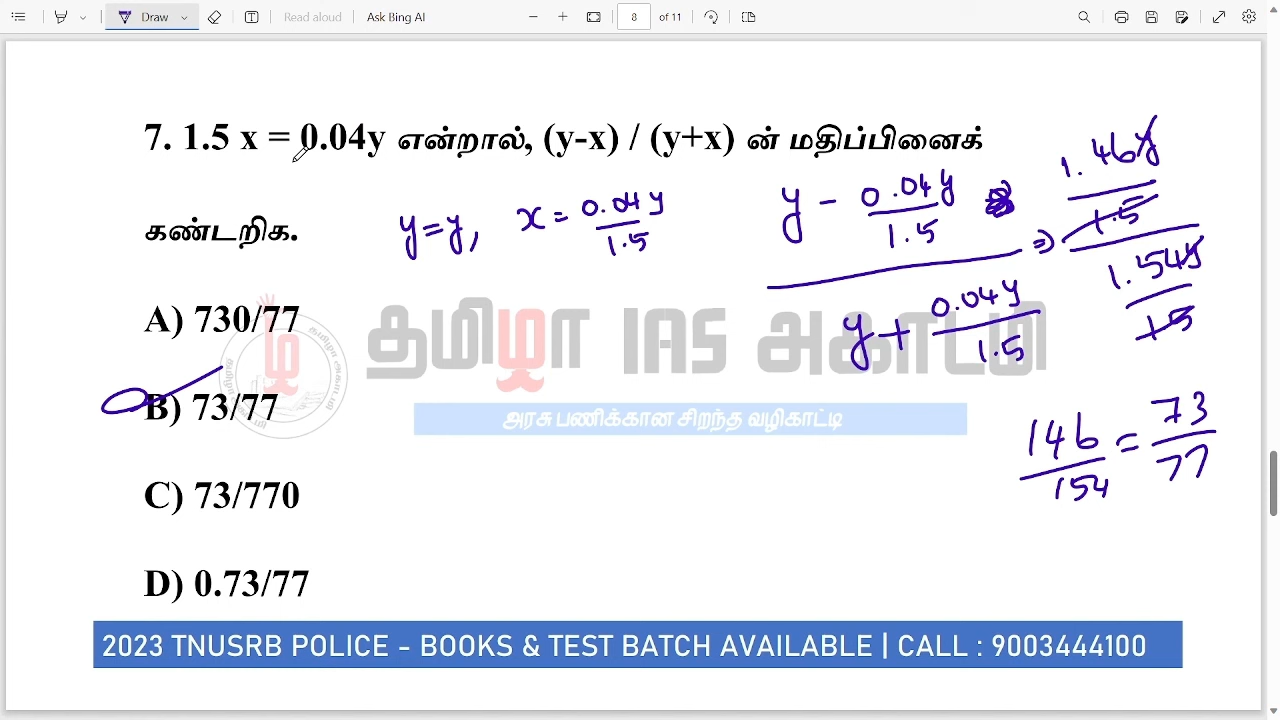 Draw
Read aloud
Ask Bing AI
8 of 11
7. 1.5 x = 0.04y என்றால், (y-x) / (y+x) ன் மதிப்பினைக்
கண்டறிக.
y=y, x = 0.04y / 1.5
y - 0.04y / 1.5
y + 0.04y / 1.5
⇒ 1.46y / 1.5
1.54y / 1.5
A) 730/77
தமிழா IAS அகாடமி
B) 73/77
அரசு பணிக்கான சிறந்த வழிகாட்டி
146/154 = 73/77
C) 73/770
D) 0.73/77
2023 TNUSRB POLICE - BOOKS & TEST BATCH AVAILABLE | CALL : 9003444100